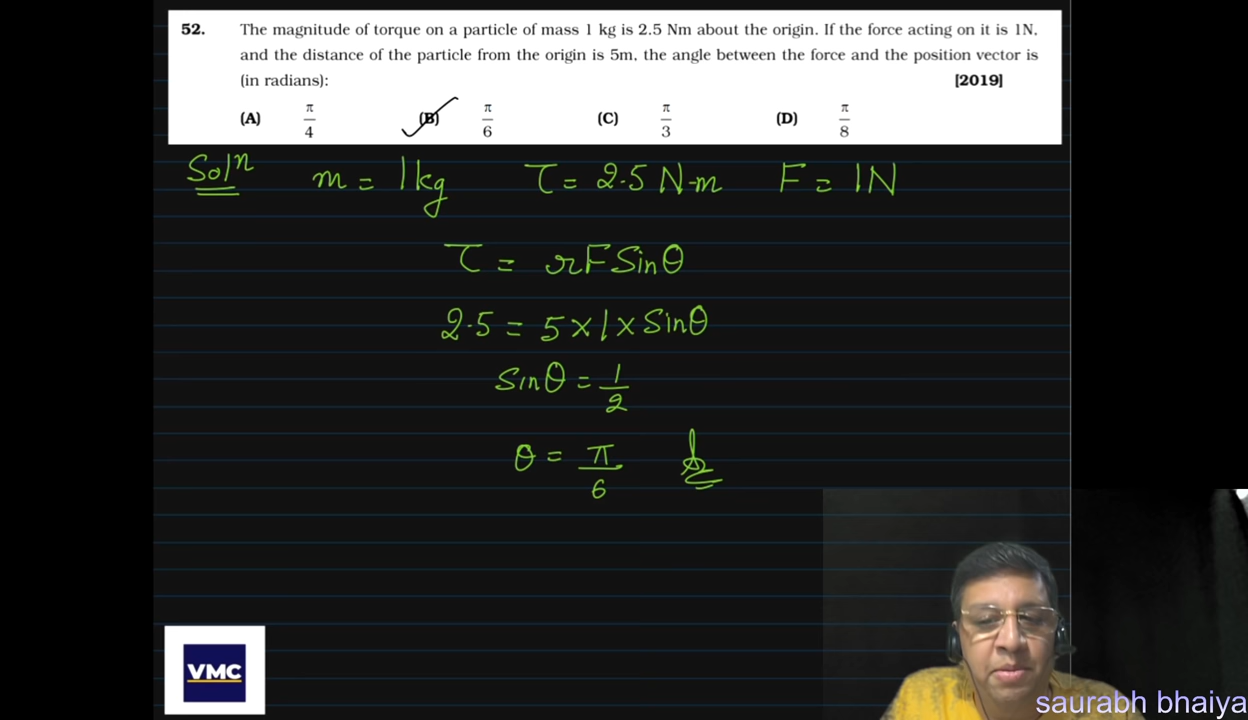 52. The magnitude of torque on a particle of mass 1 kg is 2.5 Nm about the origin. If the force acting on it is 1N,
and the distance of the particle from the origin is 5m, the angle between the force and the position vector is
(in radians): [2019]
(A) π/4 (B) π/6 (C) π/3 (D) π/8
Solⁿ m = 1kg τ = 2.5 N-m F = 1N
τ = rFSinθ
2.5 = 5×1×Sinθ
Sinθ = 1/2
θ = π/6
VMC
saurabh bhaiya